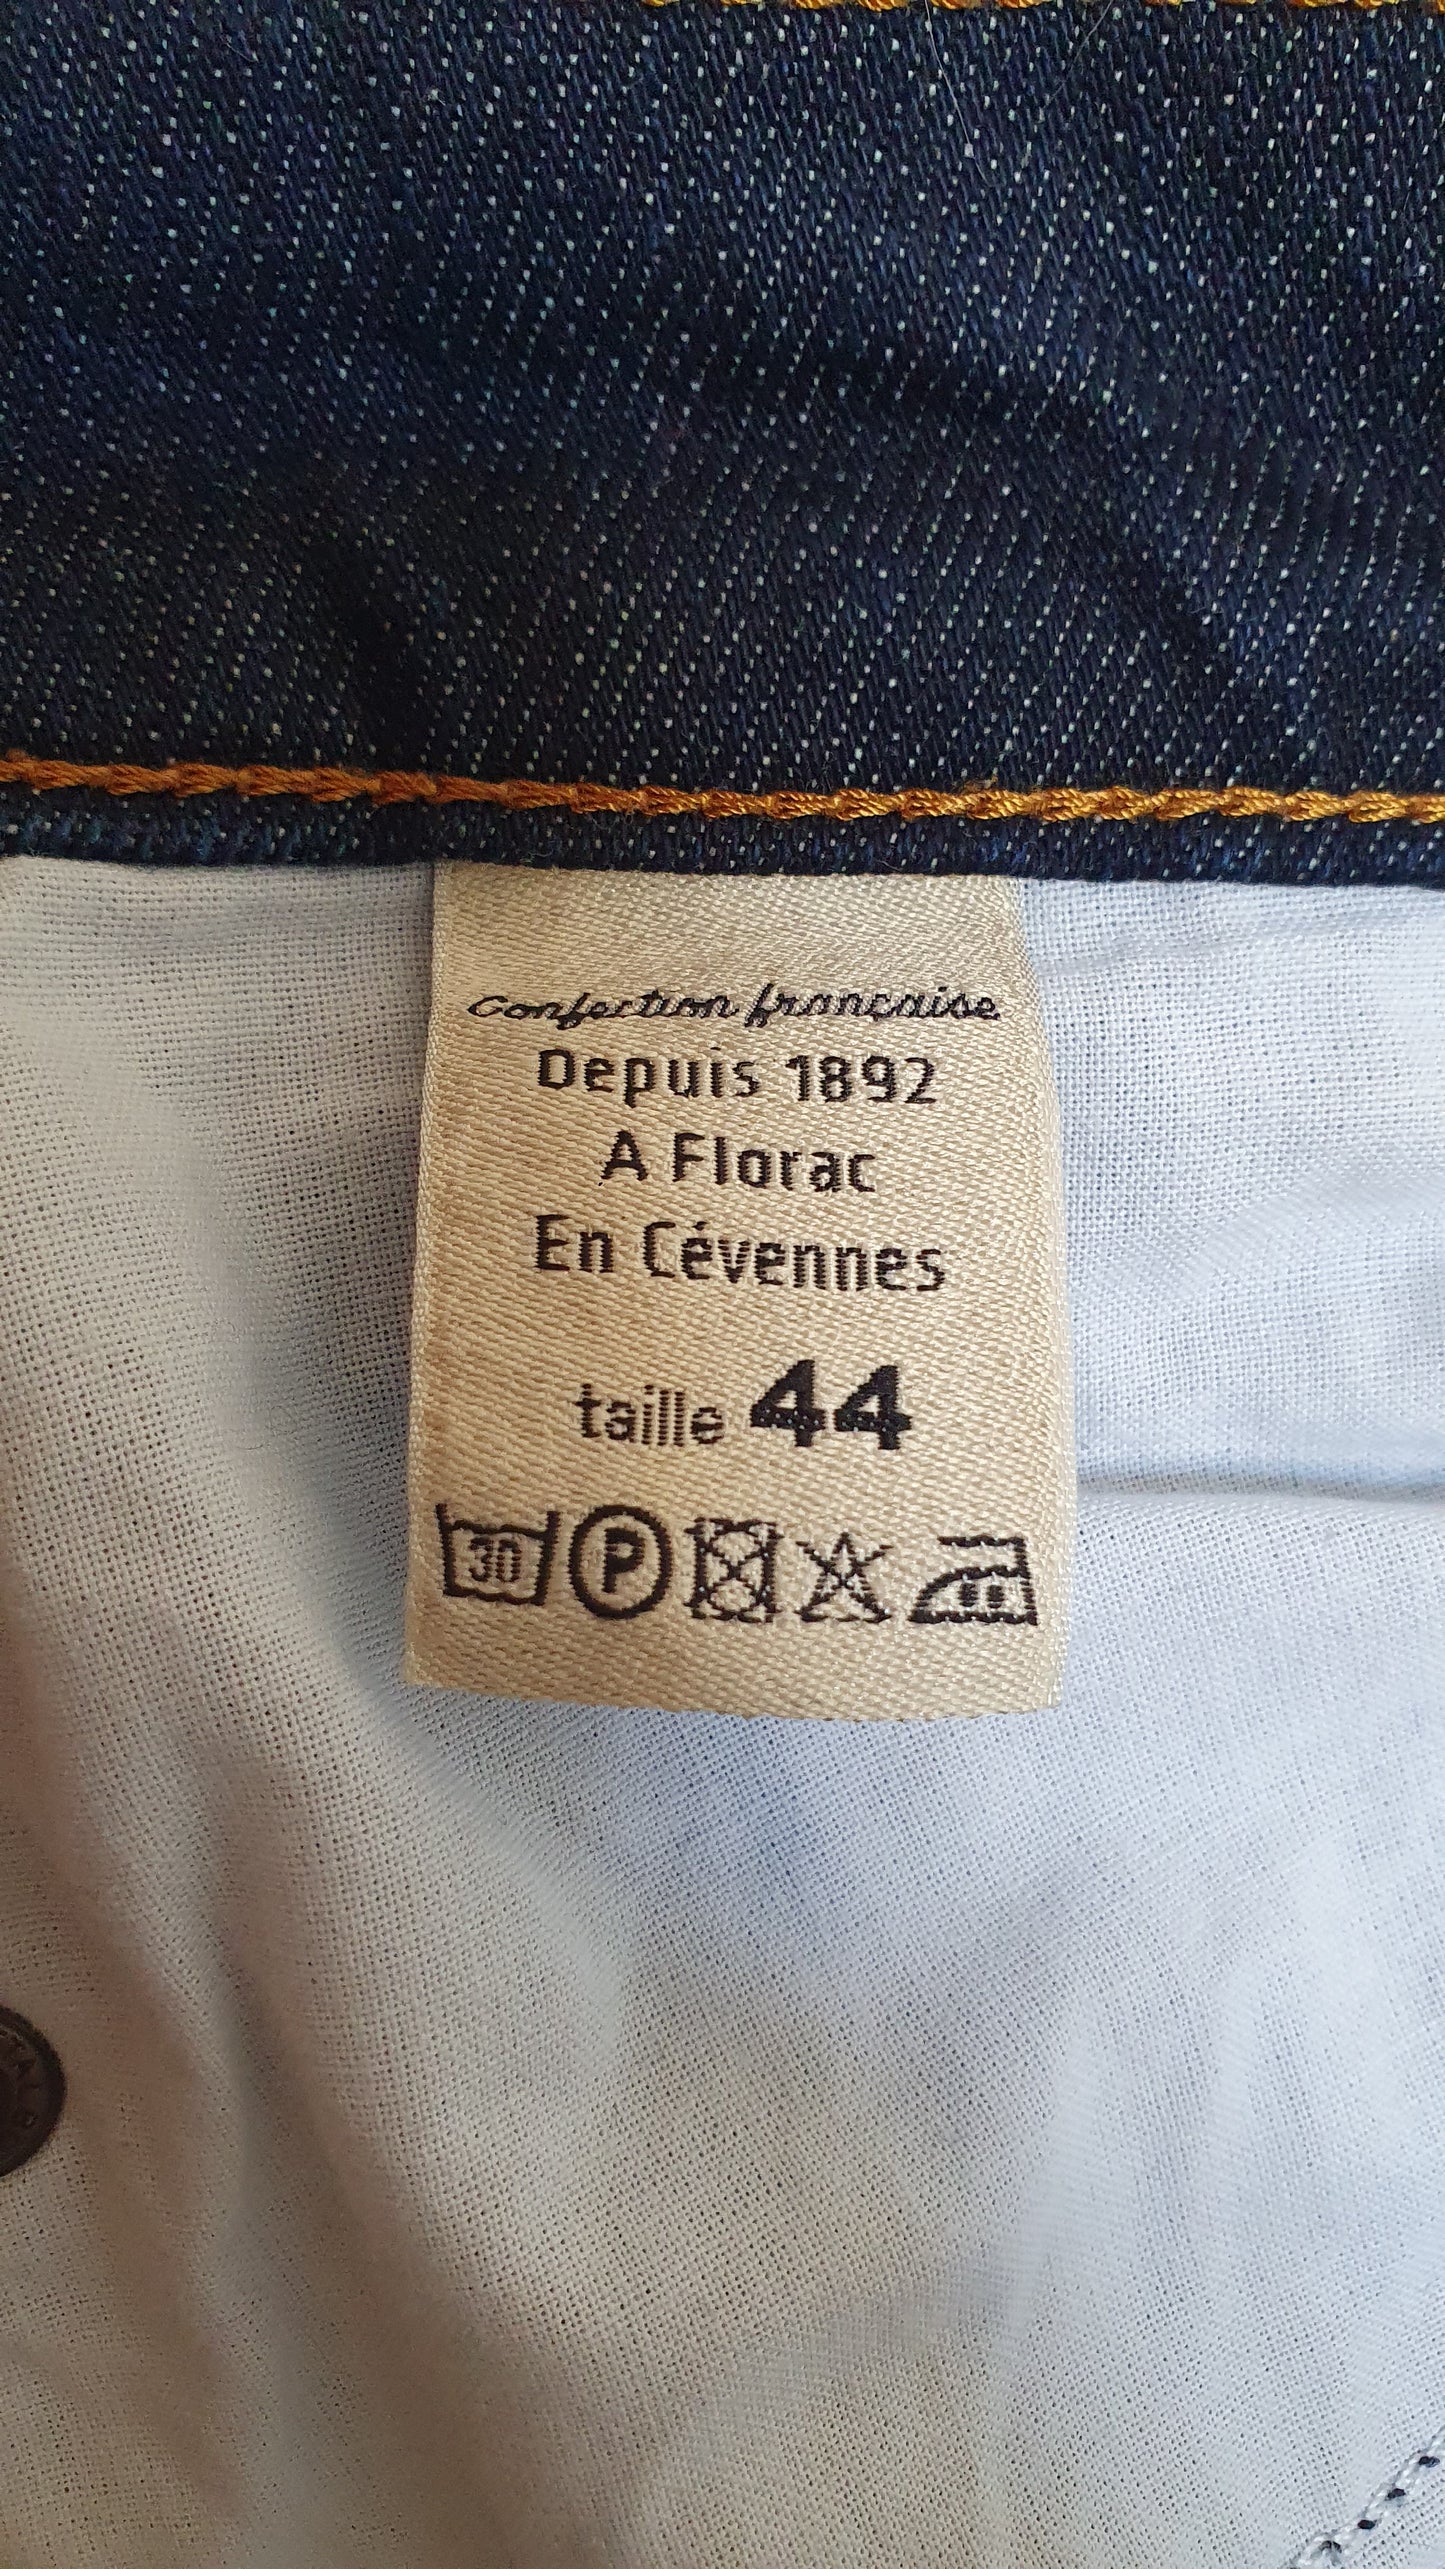 Confection française
Depuis 1892
A Florac
En Cévennes
taille 44
30 P